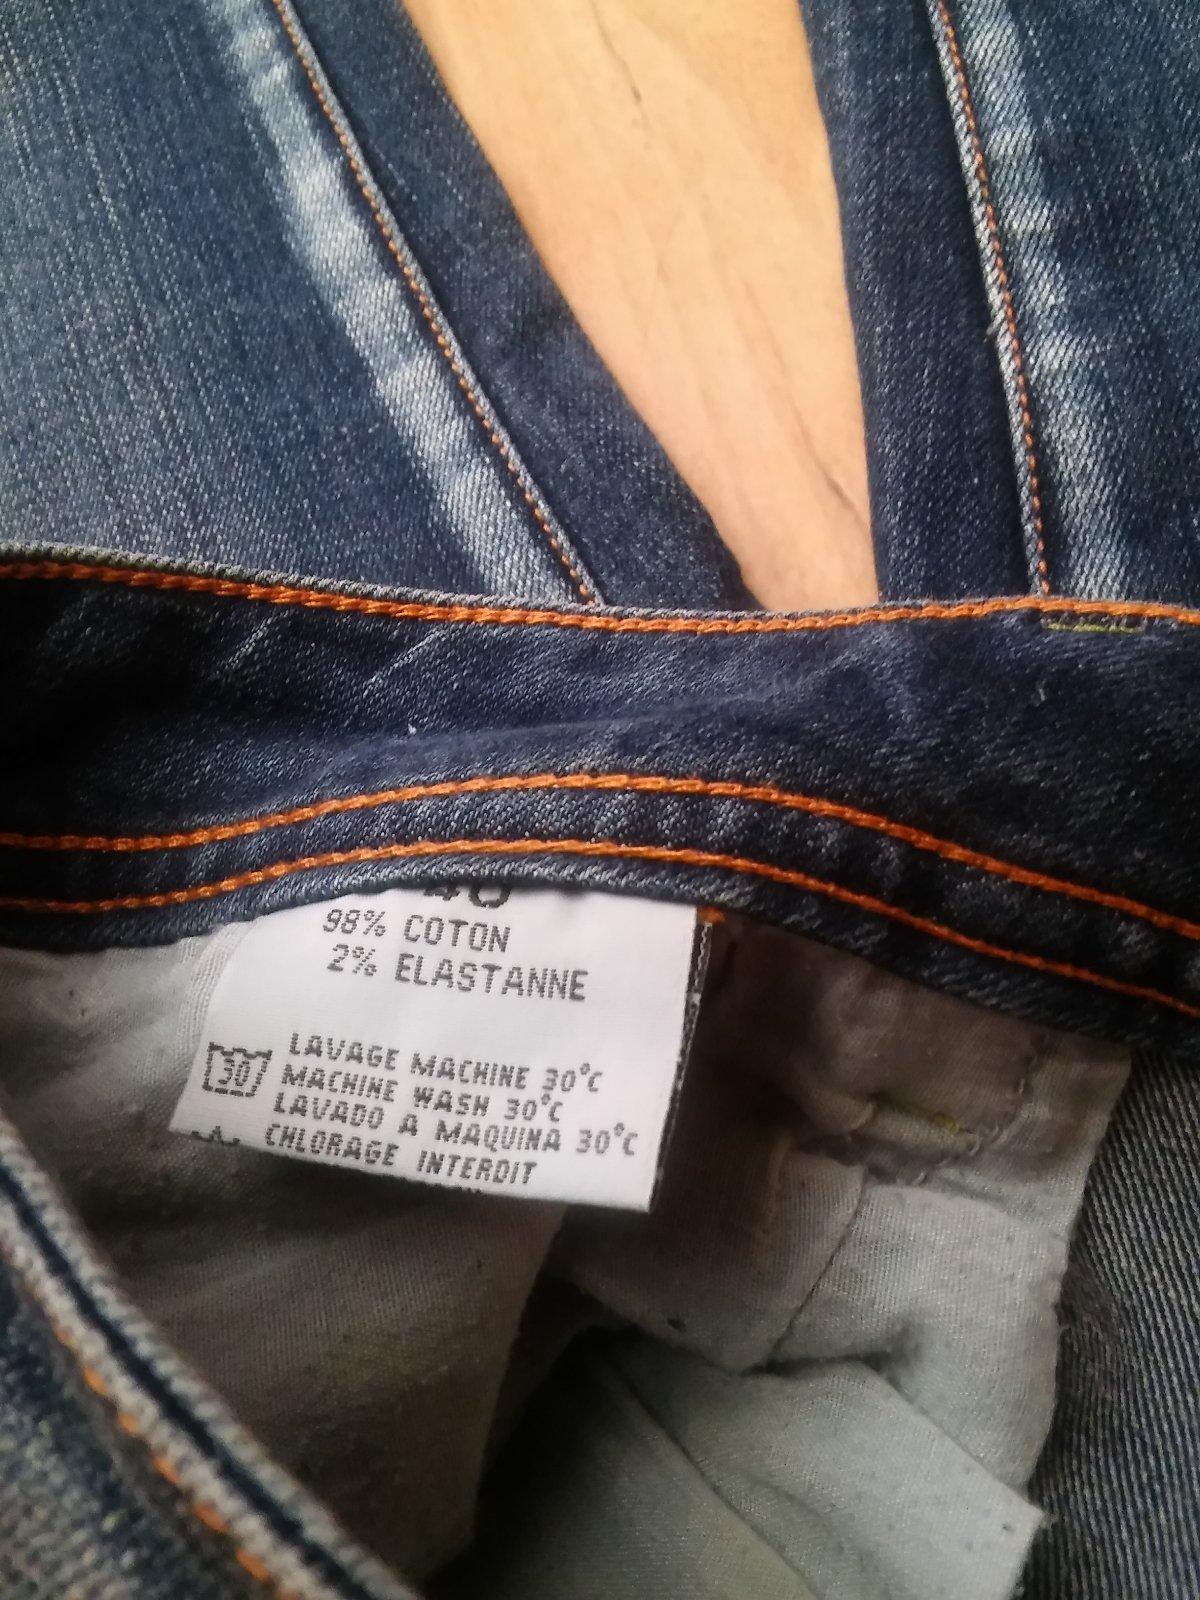 98% COTON
2% ELASTANNE
30
LAVAGE MACHINE 30°C
MACHINE WASH 30°C
LAVADO A MAQUINA 30°C
CHLORAGE INTERDIT